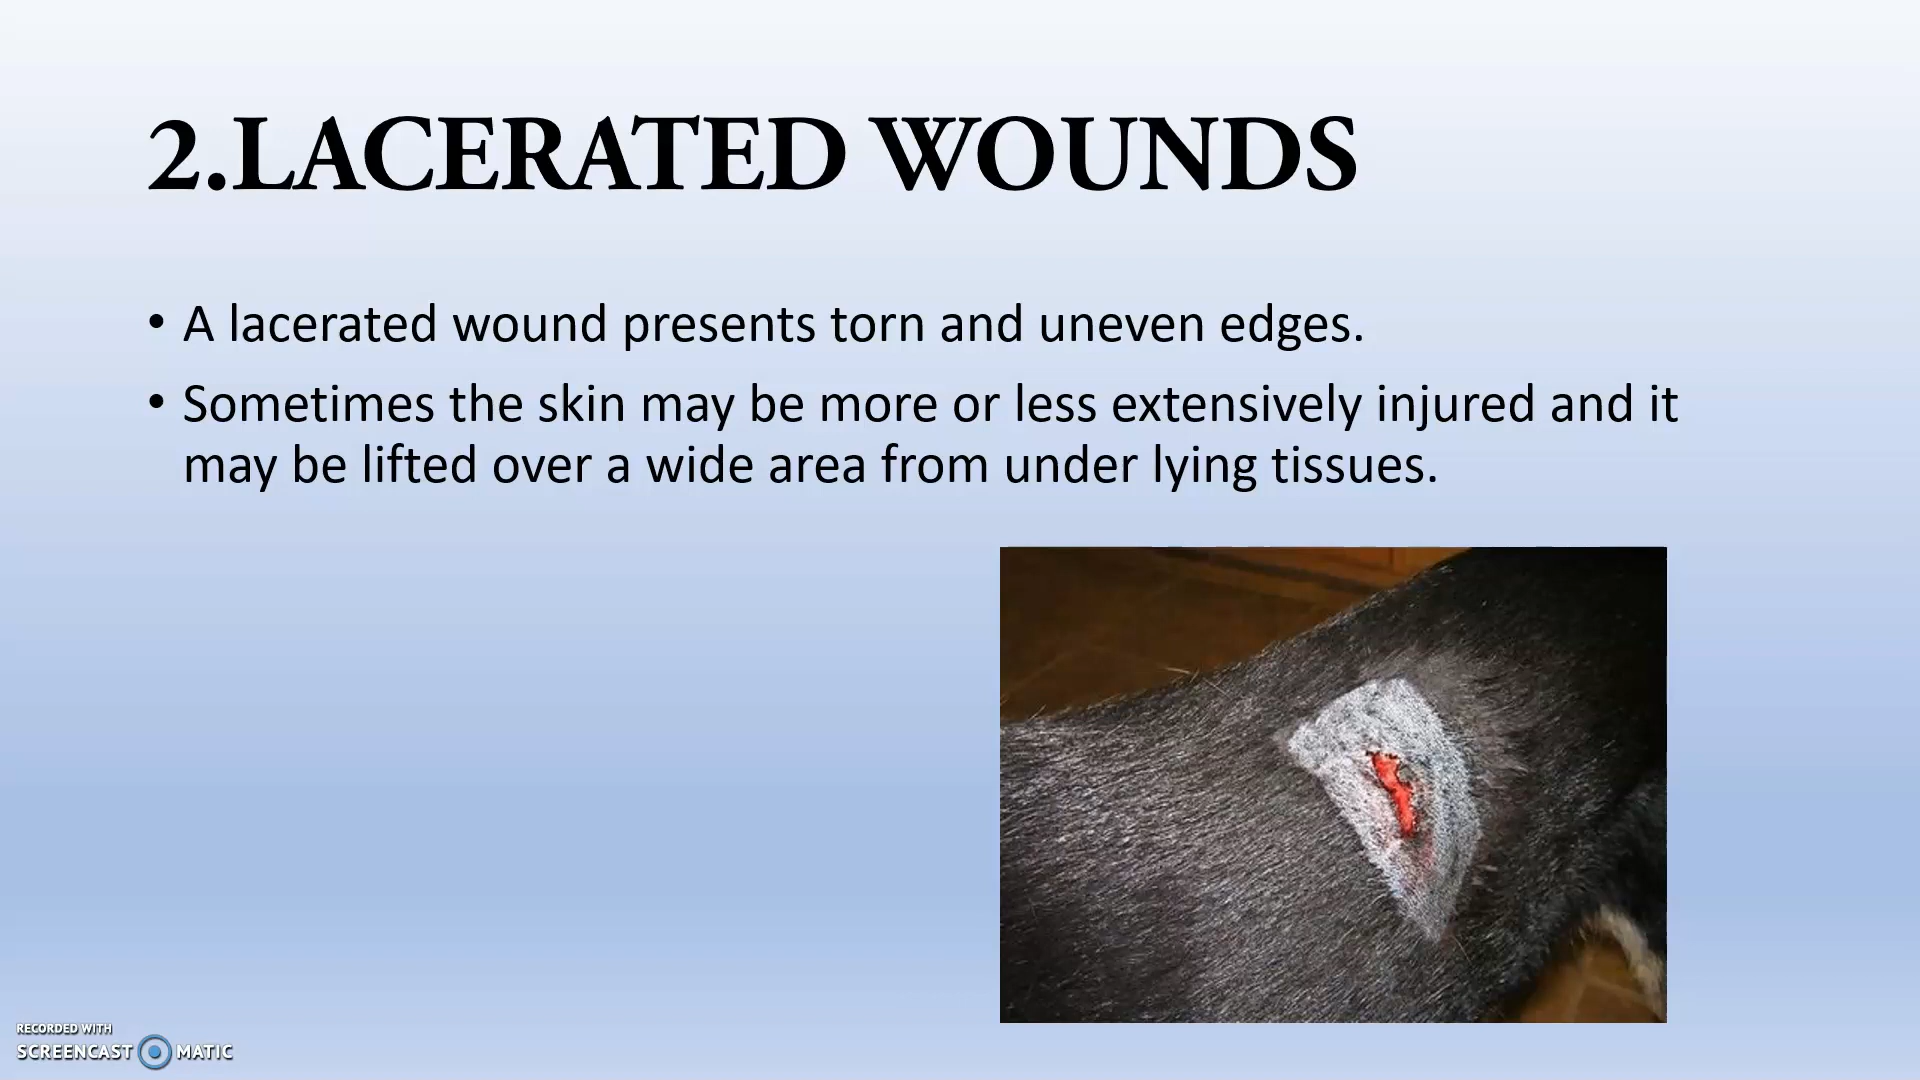 2.LACERATED WOUNDS
• A lacerated wound presents torn and uneven edges.
• Sometimes the skin may be more or less extensively injured and it
may be lifted over a wide area from under lying tissues.
RECORDED WITH
SCREENCAST MATIC